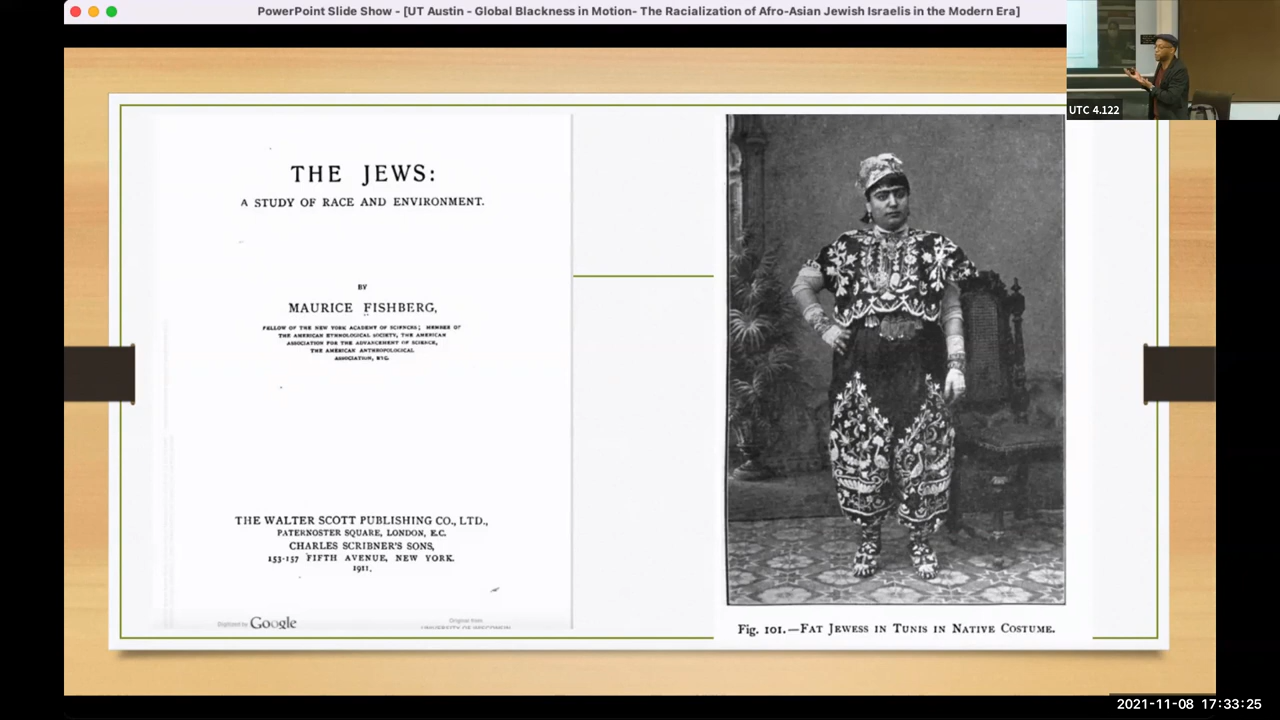 PowerPoint Slide Show - [UT Austin - Global Blackness in Motion- The Racialization of Afro-Asian Jewish Israelis in the Modern Era]
UTC 4.122
THE JEWS:
A STUDY OF RACE AND ENVIRONMENT.
BY
MAURICE FISHBERG,
FELLOW OF THE NEW YORK ACADEMY OF SCIENCES; MEMBER OF
THE AMERICAN ETHNOLOGICAL SOCIETY, THE AMERICAN
ASSOCIATION FOR THE ADVANCEMENT OF SCIENCE,
THE AMERICAN ANTHROPOLOGICAL
ASSOCIATION, ETC.
THE WALTER SCOTT PUBLISHING CO., LTD.,
PATERNOSTER SQUARE, LONDON, E.C.
CHARLES SCRIBNER'S SONS,
153-157 FIFTH AVENUE, NEW YORK.
1911.
Digitized by Google
Original from
UNIVERSITY OF WISCONSIN
Fig. 101.—Fat Jewess in Tunis in Native Costume.
2021-11-08 17:33:25